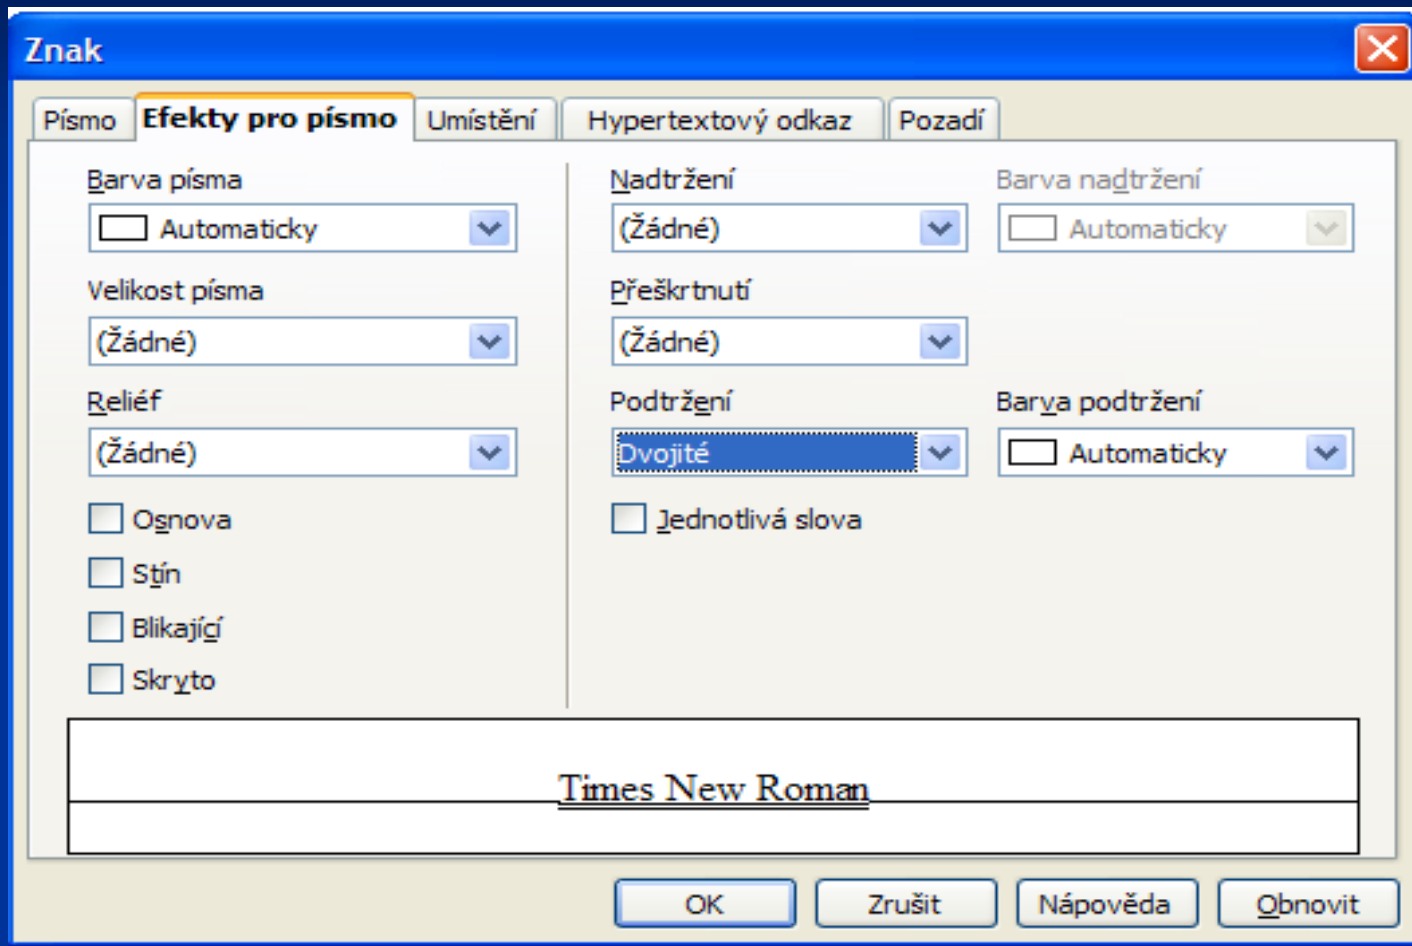 Znak
Písmo Efekty pro písmo Umístění Hypertextový odkaz Pozadí
Barva písma
Automaticky
Velikost písma
(Žádné)
Reliéf
(Žádné)
Osnova
Stín
Blikající
Skryto
Nadtržení Barva nadtržení
(Žádné) Automaticky
Přeškrtnutí
(Žádné)
Podtržení Barva podtržení
Dvojité Automaticky
Jednotlivá slova
Times New Roman
OK Zrušit Nápověda Obnovit